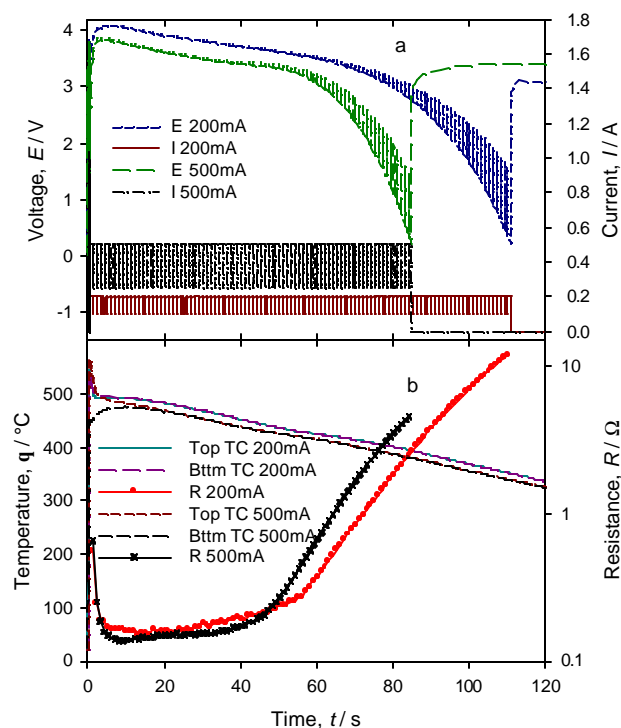 a
4
3
2
1
0
-1
Voltage, E / V
1.8
1.6
1.4
1.2
1.0
0.8
0.6
0.4
0.2
0.0
Current, I / A
E 200mA
I 200mA
E 500mA
I 500mA
b
500
400
300
200
100
0
Temperature, q / °C
10
1
0.1
Resistance, R / Ω
Top TC 200mA
Bttm TC 200mA
R 200mA
Top TC 500mA
Bttm TC 500mA
R 500mA
0 20 40 60 80 100 120
Time, t / s